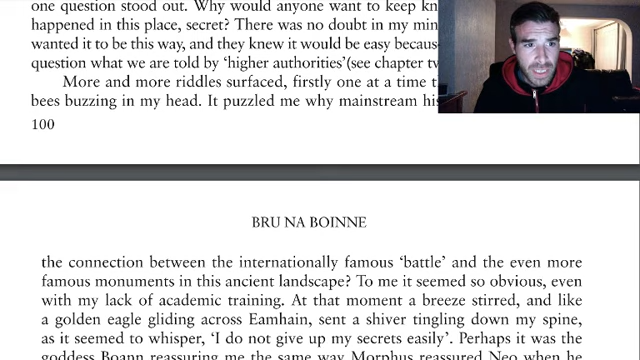 one question stood out. Why would anyone want to keep kn
happened in this place, secret? There was no doubt in my min
wanted it to be this way, and they knew it would be easy becaus
question what we are told by ‘higher authorities’(see chapter tw
More and more riddles surfaced, firstly one at a time t
bees buzzing in my head. It puzzled me why mainstream his
100
BRU NA BOINNE
the connection between the internationally famous ‘battle’ and the even more
famous monuments in this ancient landscape? To me it seemed so obvious, even
with my lack of academic training. At that moment a breeze stirred, and like
a golden eagle gliding across Eamhain, sent a shiver tingling down my spine,
as it seemed to whisper, ‘I do not give up my secrets easily’. Perhaps it was the
goddess Boann reassuring me the same way Morphus reassured Neo when he